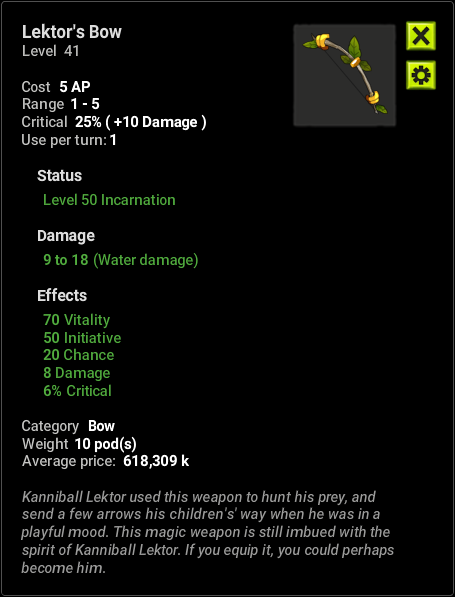 Lektor's Bow
Level 41
Cost 5 AP
Range 1 - 5
Critical 25% ( +10 Damage )
Use per turn: 1
Status
Level 50 Incarnation
Damage
9 to 18 (Water damage)
Effects
70 Vitality
50 Initiative
20 Chance
8 Damage
6% Critical
Category Bow
Weight 10 pod(s)
Average price: 618,309 k
Kanniball Lektor used this weapon to hunt his prey, and
send a few arrows his children's' way when he was in a
playful mood. This magic weapon is still imbued with the
spirit of Kanniball Lektor. If you equip it, you could perhaps
become him.